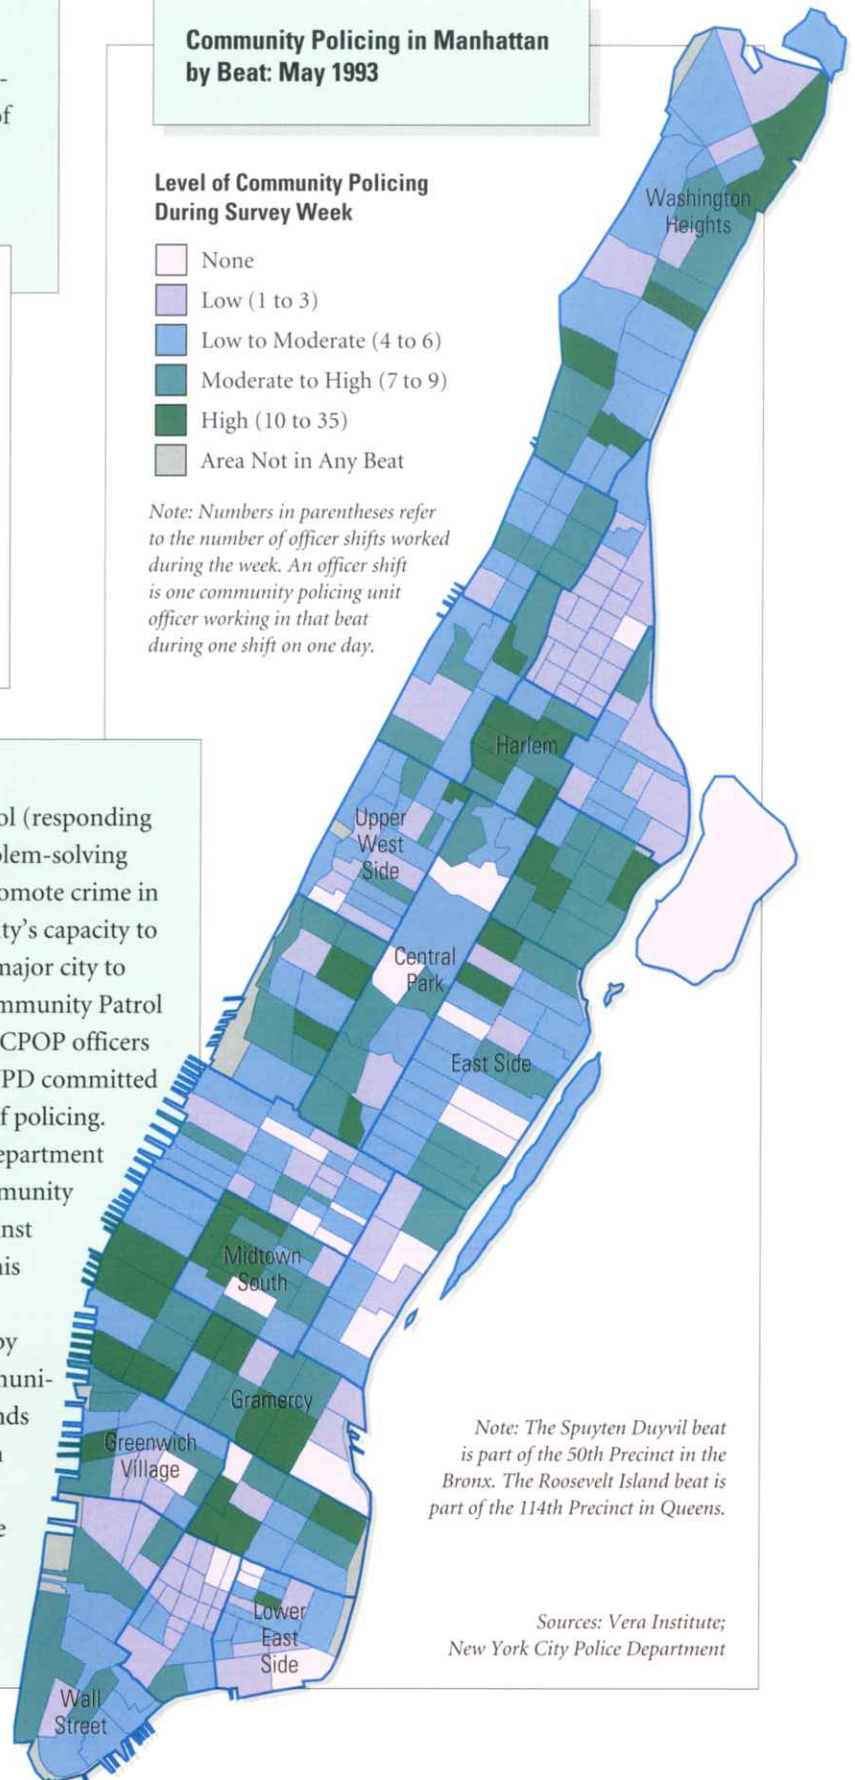 -
of
Community Policing in Manhattan
by Beat: May 1993
Level of Community Policing
During Survey Week
None
Low (1 to 3)
Low to Moderate (4 to 6)
Moderate to High (7 to 9)
High (10 to 35)
Area Not in Any Beat
Note: Numbers in parentheses refer
to the number of officer shifts worked
during the week. An officer shift
is one community policing unit
officer working in that beat
during one shift on one day.
Washington
Heights
Harlem
Upper
West
Side
Central
Park
East Side
Midtown
South
Gramercy
Greenwich
Village
Lower
East
Side
Wall
Street
ol (responding
lem-solving
omote crime in
ty's capacity to
major city to
mmunity Patrol
CPOP officers
PD committed
f policing.
epartment
munity
nst
is
by
nuni-
nds
e
Note: The Spuyten Duyvil beat
is part of the 50th Precinct in the
Bronx. The Roosevelt Island beat is
part of the 114th Precinct in Queens.
Sources: Vera Institute;
New York City Police Department